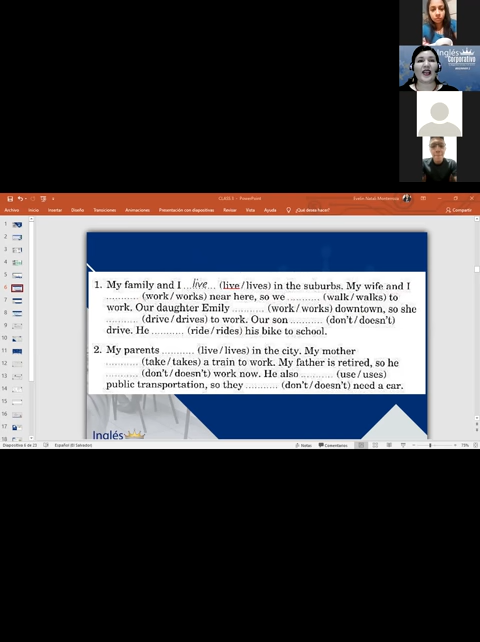 Inglés
Corporativo
CLASE 5 - PowerPoint
Archivo Inicio Insertar Diseño Transiciones Animaciones Presentación con diapositivas Revisar Vista Ayuda ¿Qué desea hacer? Compartir
1. My family and I ...live... (live / lives) in the suburbs. My wife and I
........... (work / works) near here, so we ........... (walk / walks) to
work. Our daughter Emily ........... (work / works) downtown, so she
........... (drive / drives) to work. Our son ........... (don't / doesn't)
drive. He ........... (ride / rides) his bike to school.
2. My parents ........... (live / lives) in the city. My mother
........... (take / takes) a train to work. My father is retired, so he
........... (don't / doesn't) work now. He also ........... (use / uses)
public transportation, so they ........... (don't / doesn't) need a car.
Inglés
Diapositiva 6 de 23 Español (El Salvador) Notas Comentarios